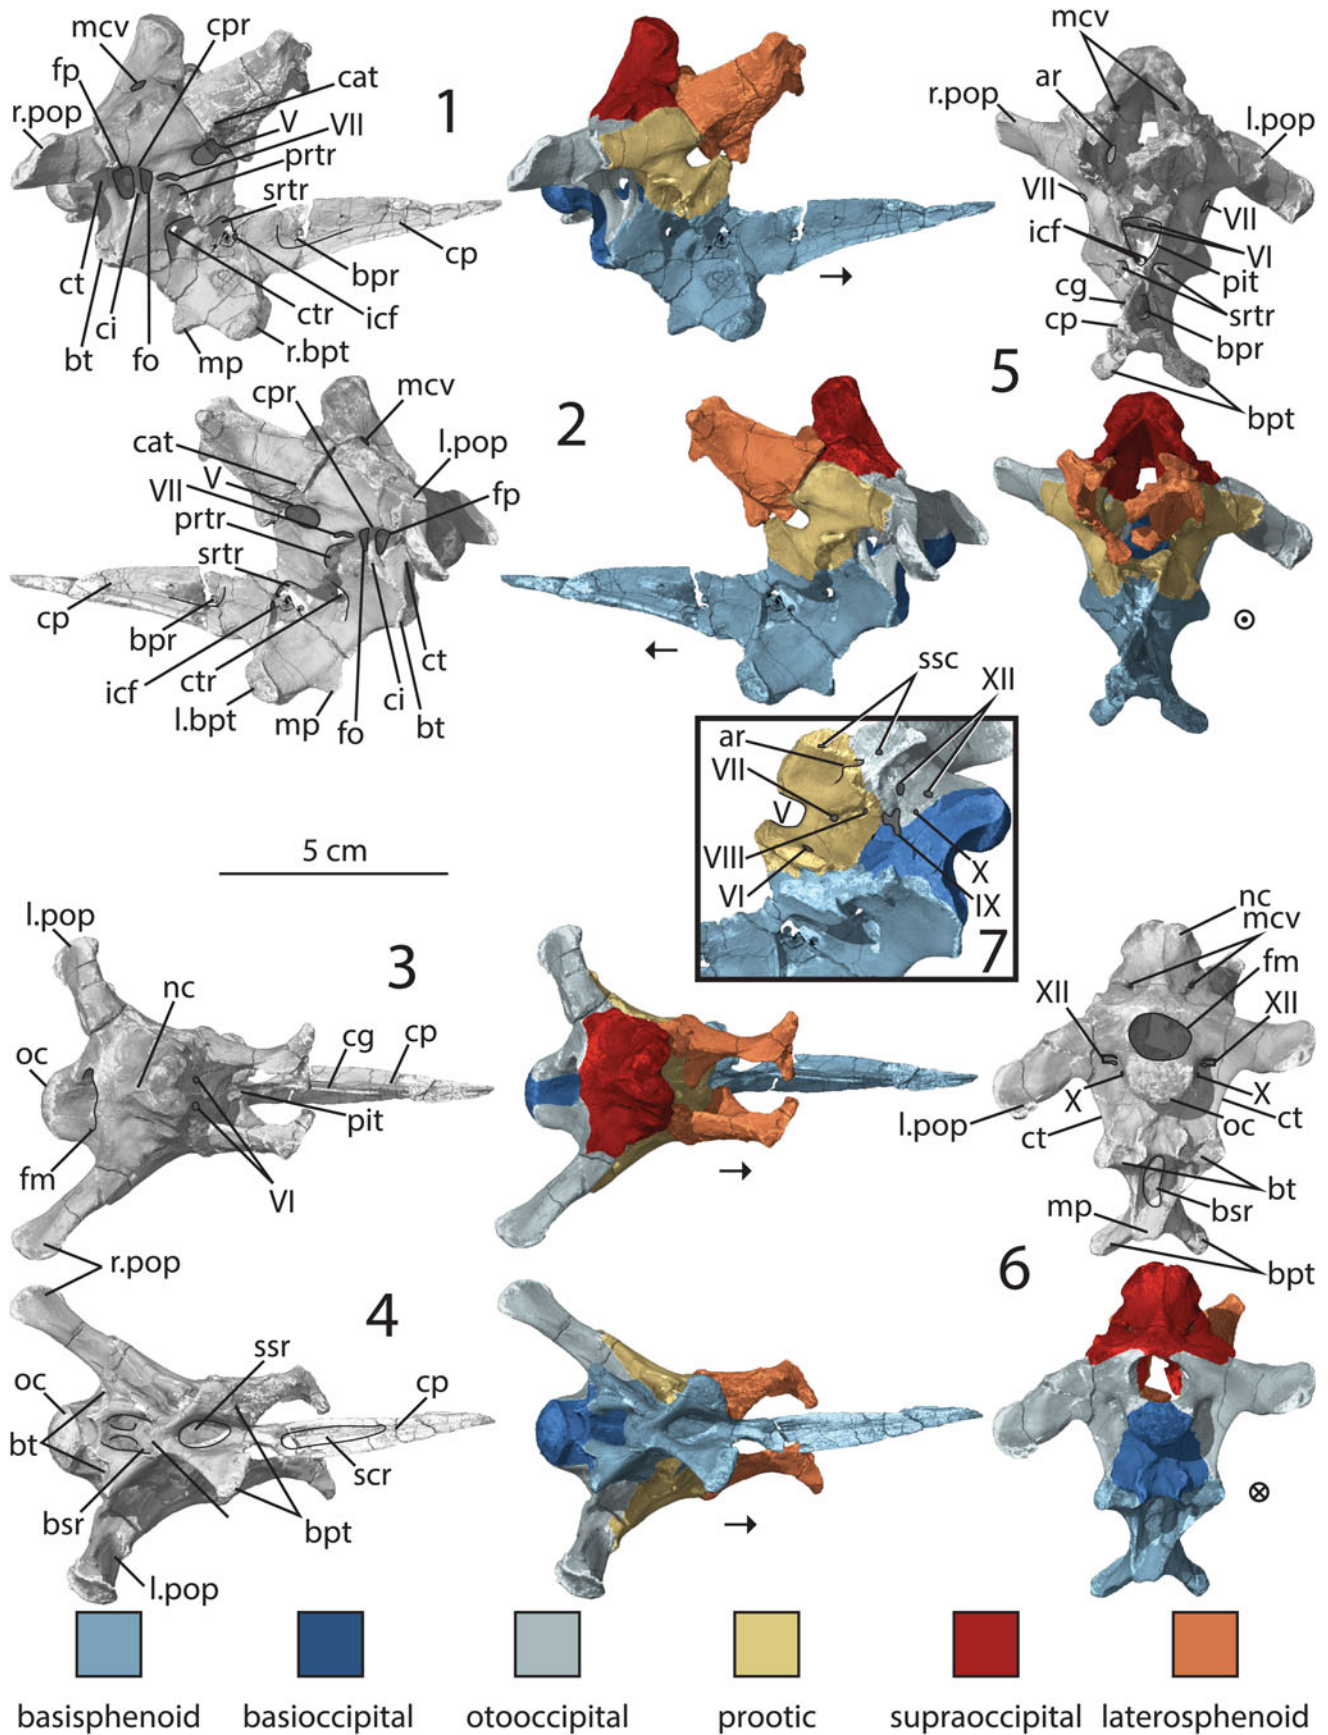 mcv
cpr
fp
cat
r.pop
1
V
VII
prtr
srtr
ct
ci
bt
fo
mp
r.bpt
ctr
icf
bpr
cp
mcv
ar
r.pop
l.pop
VII
VII
icf
VI
pit
cg
srtr
cp
bpr
5
bpt
cpr
mcv
2
cat
l.pop
V
VII
fp
prtr
srtr
cp
bpr
icf
ctr
l.bpt
mp
fo
ci
bt
ct
ssc
XII
ar
VII
V
VIII
VI
X
IX
7
5 cm
l.pop
3
nc
oc
cg
cp
pit
fm
VI
r.pop
nc
mcv
fm
XII
XII
X
X
l.pop
ct
oc
ct
bt
bsr
mp
bpt
6
4
ssr
oc
cp
bt
scr
bsr
bpt
l.pop
basisphenoid
basioccipital
otooccipital
prootic
supraoccipital
laterosphenoid